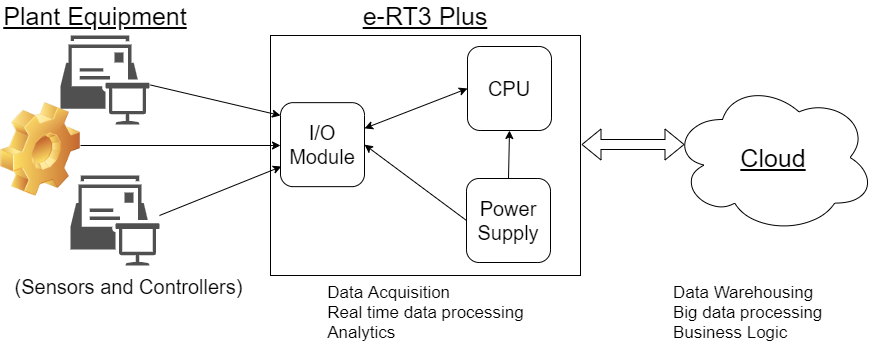 Plant Equipment
e-RT3 Plus
CPU
I/O
Module
Power
Supply
Cloud
(Sensors and Controllers)
Data Acquisition
Real time data processing
Analytics
Data Warehousing
Big data processing
Business Logic